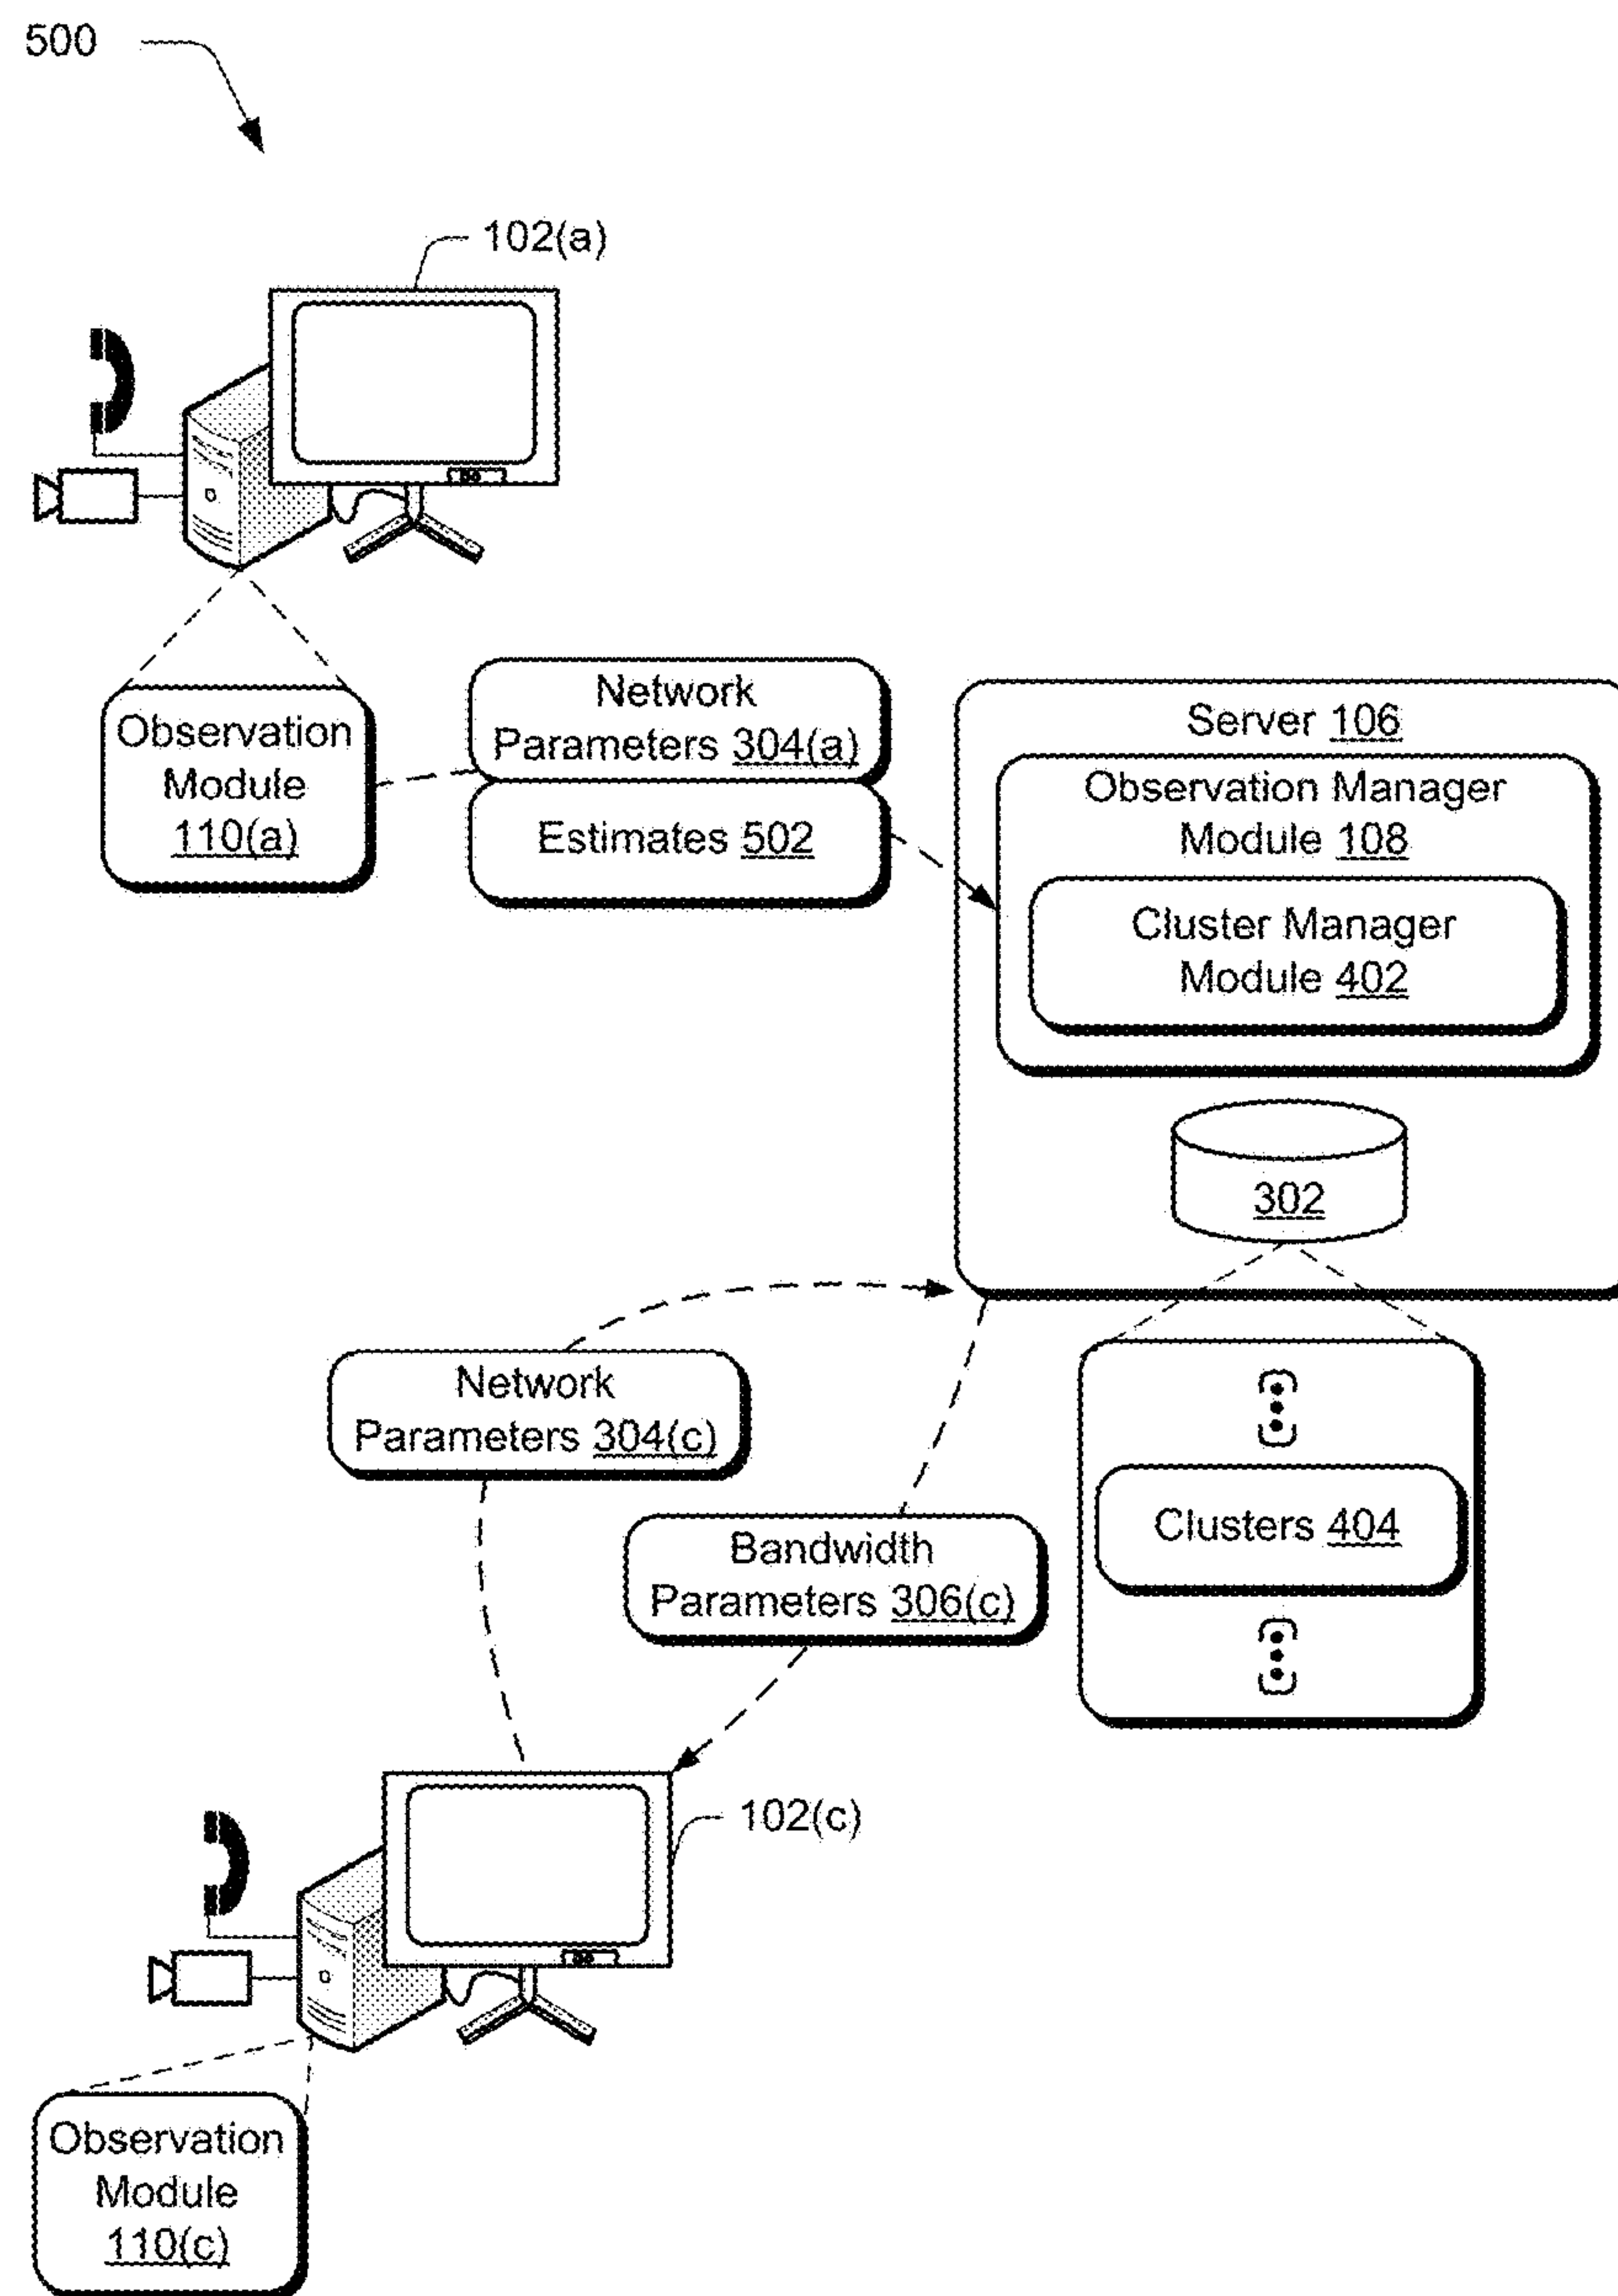 500
102(a)
Observation
Module
110(a)
Network
Parameters 304(a)
Estimates 502
Server 106
Observation Manager
Module 108
Cluster Manager
Module 402
302
Network
Parameters 304(c)
Bandwidth
Parameters 306(c)
Clusters 404
102(c)
Observation
Module
110(c)